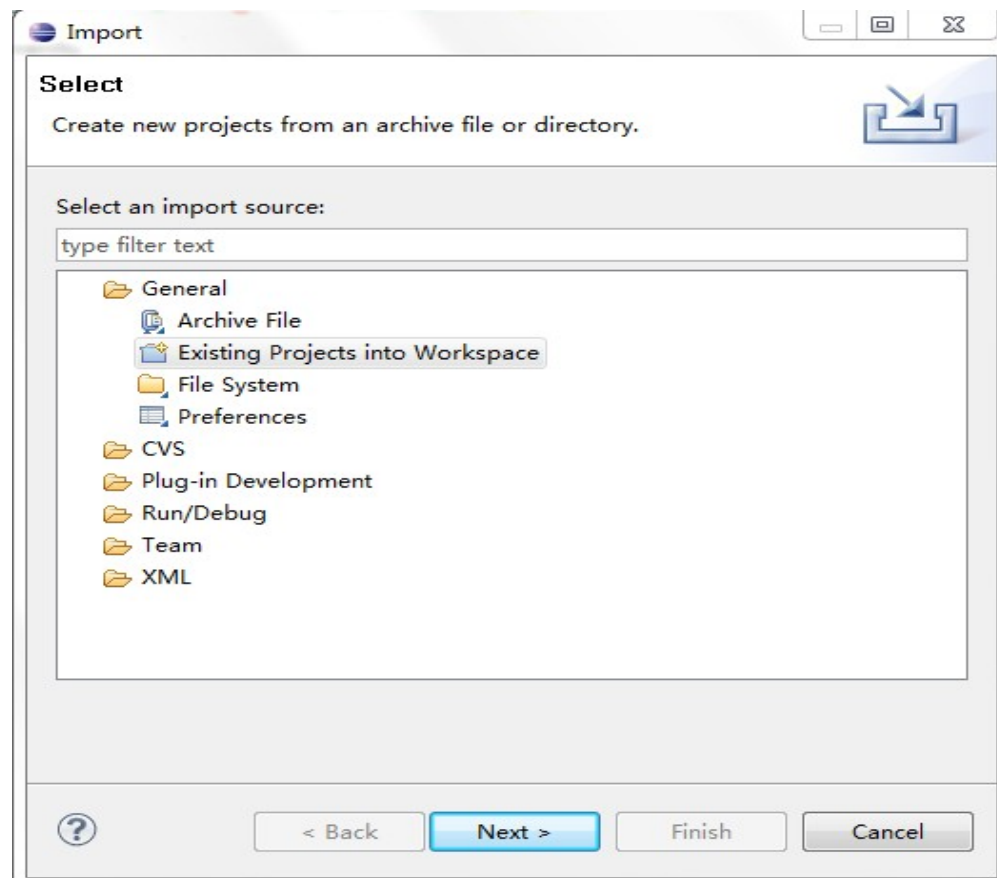 Import
Select
Create new projects from an archive file or directory.
Select an import source:
type filter text
General
Archive File
Existing Projects into Workspace
File System
Preferences
CVS
Plug-in Development
Run/Debug
Team
XML
?
< Back
Next >
Finish
Cancel